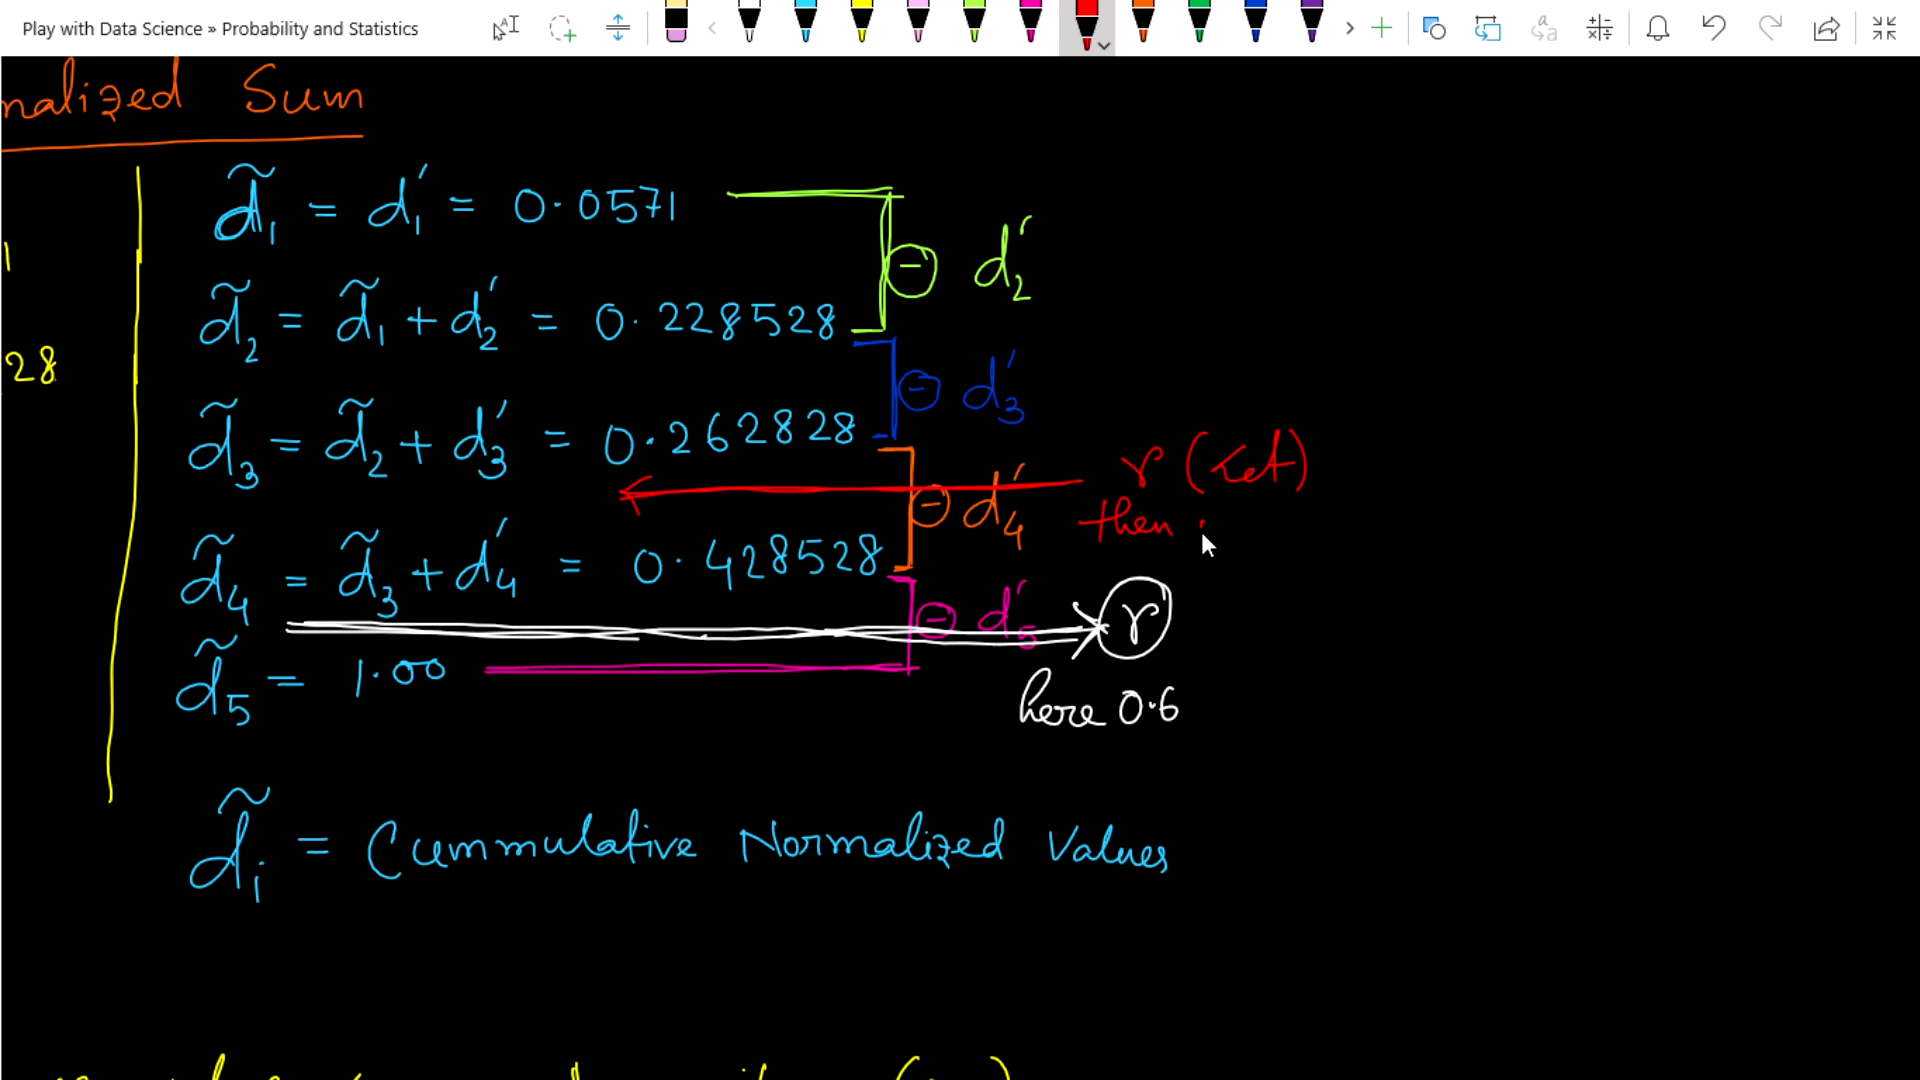 Play with Data Science » Probability and Statistics
nalized Sum
d̃₁ = d₁' = 0.0571
⊖ d₂'
1
d̃₂ = d̃₁ + d₂' = 0.228528
28
⊖ d₃'
d̃₃ = d̃₂ + d₃' = 0.262828
r (let)
⊖ d₄'
then
d̃₄ = d̃₃ + d₄' = 0.428528
⊖ d₅'
r
d̃₅ = 1.00
here 0.6
d̃ᵢ = Cummulative Normalized Values